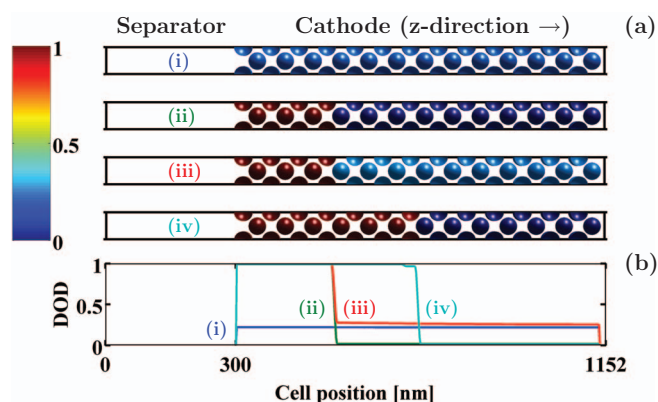 Separator Cathode (z-direction →) (a)
1
0.5
0
(i)
(ii)
(iii)
(iv)
(b)
DOD
1
0.5
0
(i)
(ii)
(iii)
(iv)
0
300
1152
Cell position [nm]